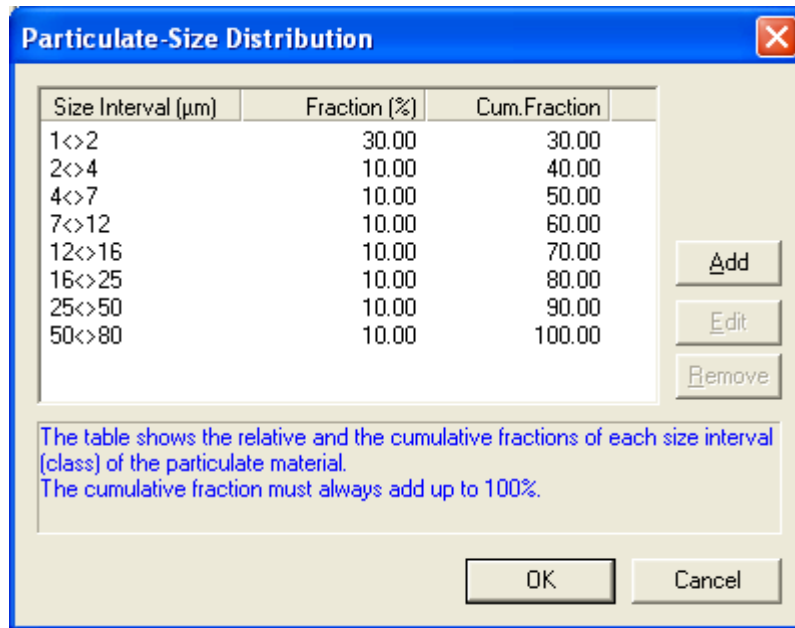 Particulate-Size Distribution
Size Interval (µm) Fraction (%) Cum.Fraction
1<>2 30.00 30.00
2<>4 10.00 40.00
4<>7 10.00 50.00
7<>12 10.00 60.00
12<>16 10.00 70.00
16<>25 10.00 80.00
25<>50 10.00 90.00
50<>80 10.00 100.00
Add
Edit
Remove
The table shows the relative and the cumulative fractions of each size interval
(class) of the particulate material.
The cumulative fraction must always add up to 100%.
OK Cancel